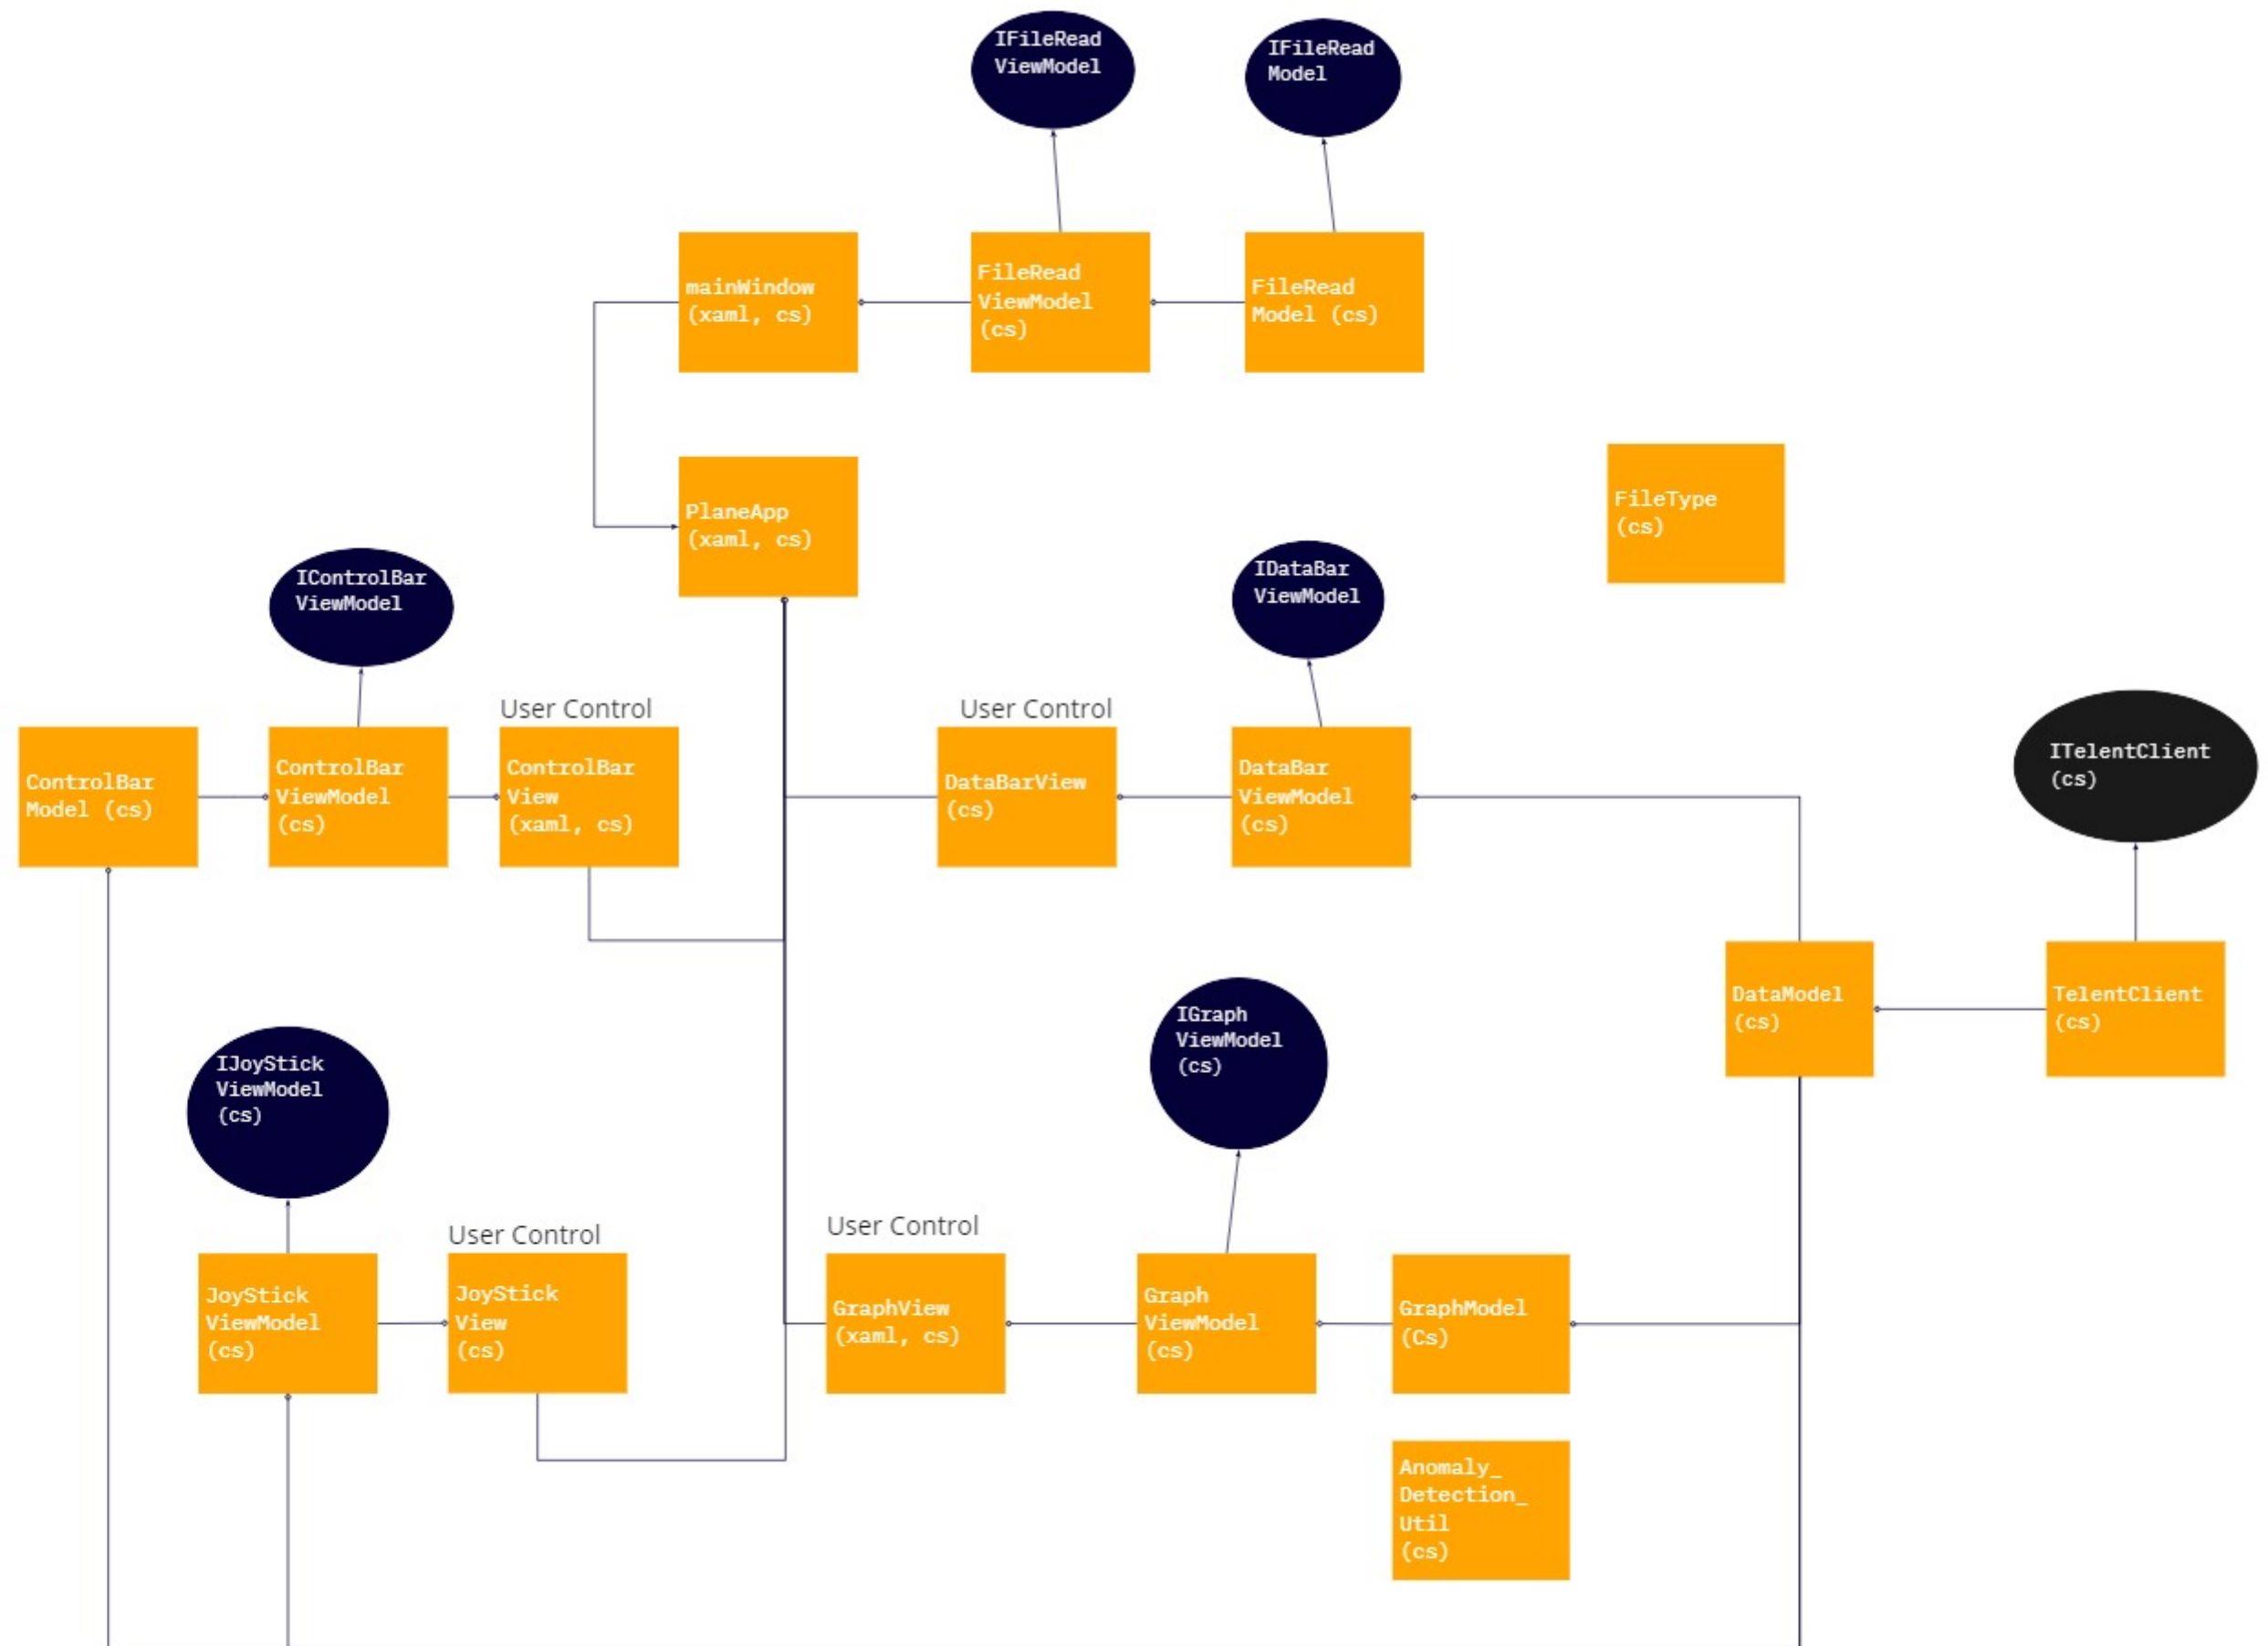 IFileRead
ViewModel
IFileRead
Model
mainWindow
(xaml, cs)
FileRead
ViewModel
(cs)
FileRead
Model (cs)
PlaneApp
(xaml, cs)
FileType
(cs)
IControlBar
ViewModel
IDataBar
ViewModel
User Control
User Control
ControlBar
Model (cs)
ControlBar
ViewModel
(cs)
ControlBar
View
(xaml, cs)
DataBarView
(cs)
DataBar
ViewModel
(cs)
ITelentClient
(cs)
DataModel
(cs)
TelentClient
(cs)
IGraph
ViewModel
(cs)
IJoyStick
ViewModel
(cs)
User Control
User Control
JoyStick
ViewModel
(cs)
JoyStick
View
(cs)
GraphView
(xaml, cs)
Graph
ViewModel
(cs)
GraphModel
(Cs)
Anomaly_
Detection_
Util
(cs)